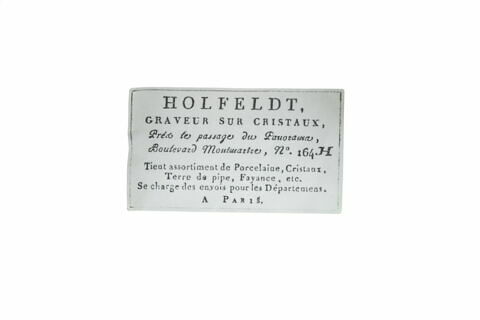 HOLFELDT,
GRAVEUR SUR CRISTAUX,
Près le passage du Panorama,
Boulevard Montmartre, N°. 164. H
Tient assortiment de Porcelaine, Cristaux,
Terre de pipe, Fayance, etc.
Se charge des envois pour les Départemens.
A PARIS.